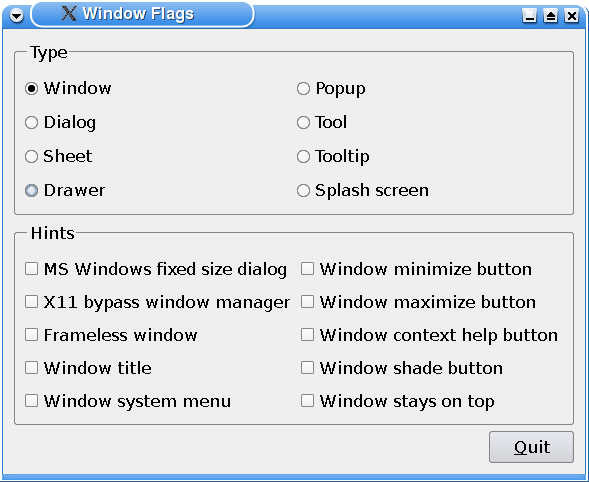 Window Flags
Type
Window
Popup
Dialog
Tool
Sheet
Tooltip
Drawer
Splash screen
Hints
MS Windows fixed size dialog
Window minimize button
X11 bypass window manager
Window maximize button
Frameless window
Window context help button
Window title
Window shade button
Window system menu
Window stays on top
Quit